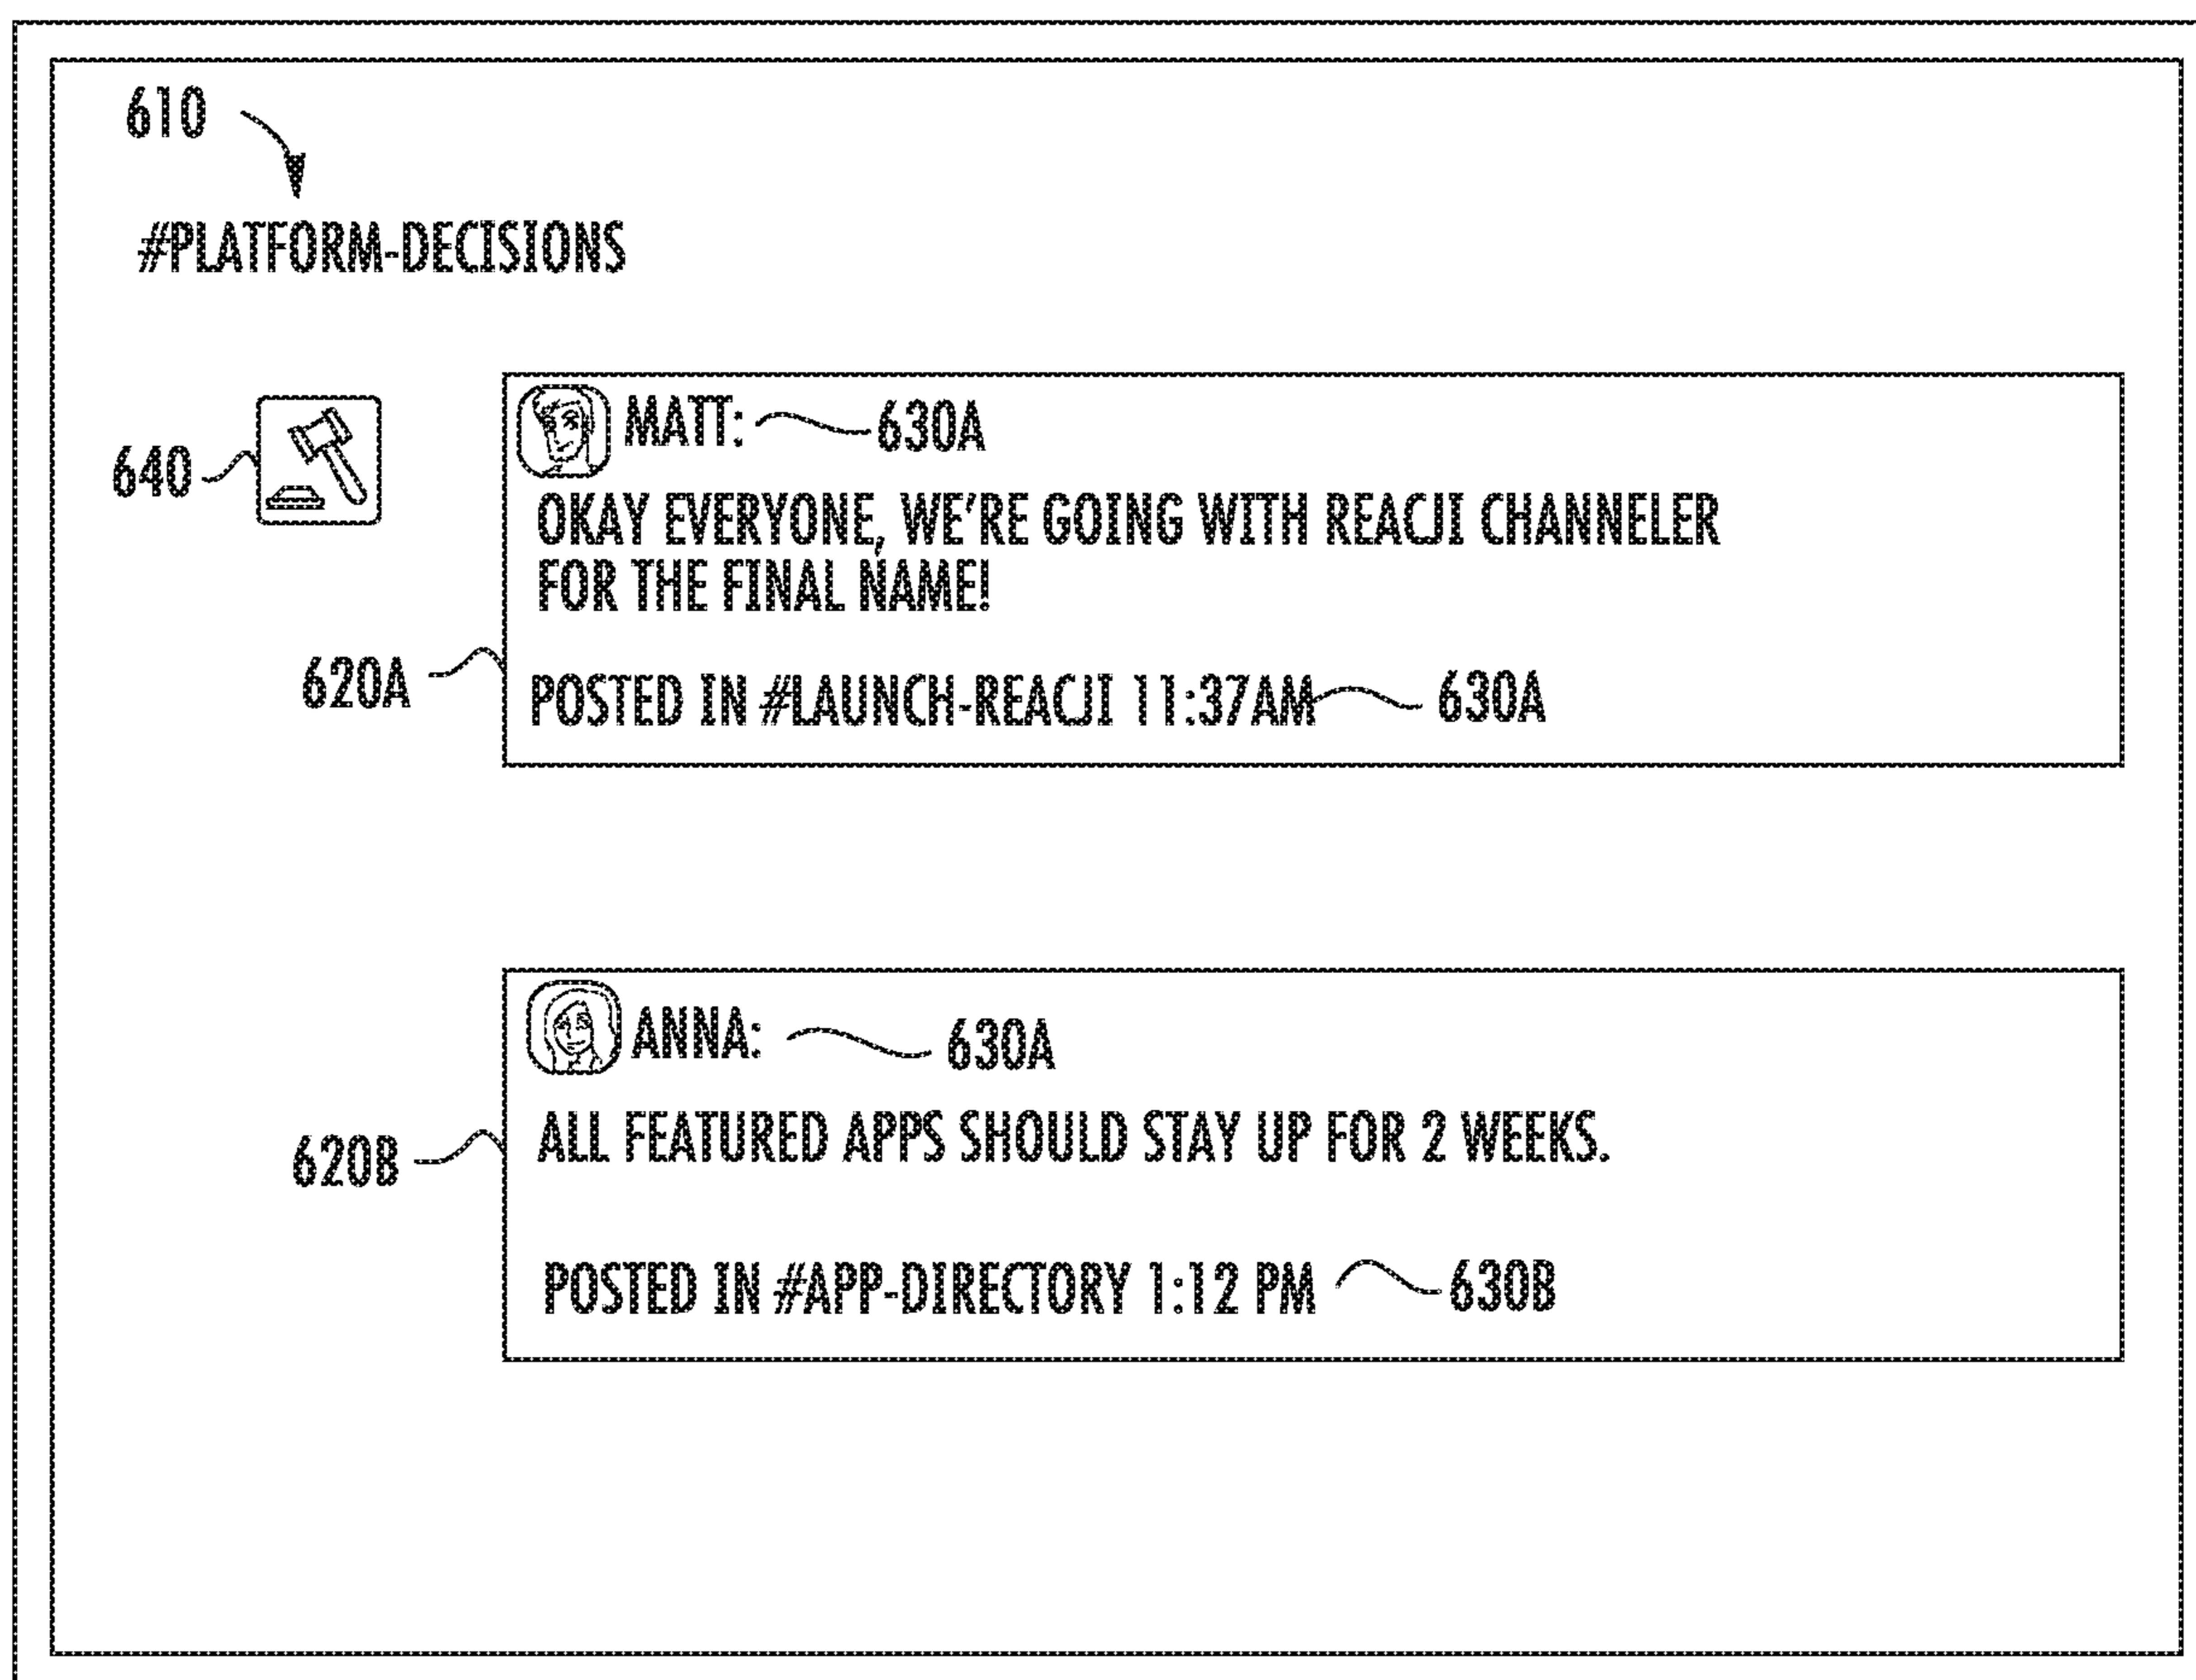 610
#PLATFORM-DECISIONS
640
MATT: 630A
OKAY EVERYONE, WE'RE GOING WITH REACJI CHANNELER
FOR THE FINAL NAME!
620A
POSTED IN #LAUNCH-REACJI 11:37AM 630A
ANNA: 630A
ALL FEATURED APPS SHOULD STAY UP FOR 2 WEEKS.
620B
POSTED IN #APP-DIRECTORY 1:12 PM 630B